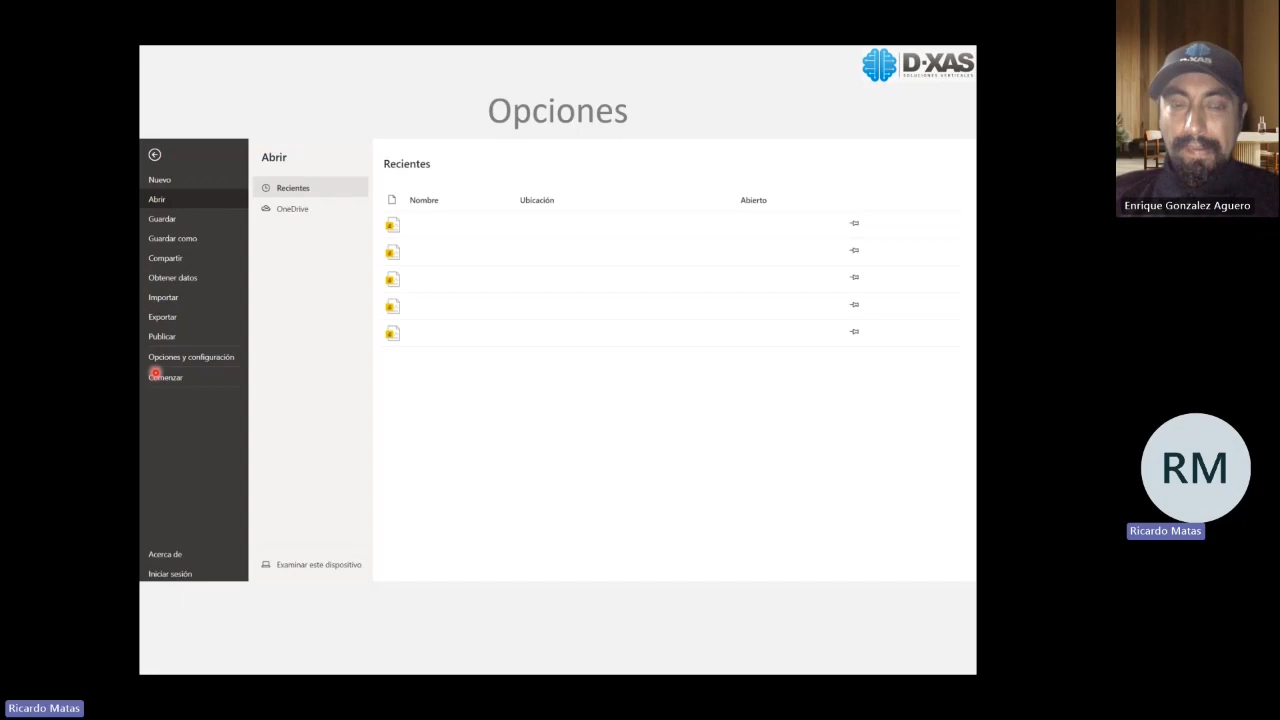 D·XAS
SOLUCIONES VERTICALES
Opciones
Nuevo
Abrir
Guardar
Guardar como
Compartir
Obtener datos
Importar
Exportar
Publicar
Opciones y configuración
Comenzar
Acerca de
Iniciar sesión
Abrir
Recientes
OneDrive
Examinar este dispositivo
Recientes
Nombre Ubicación Abierto
D-XAS
Enrique Gonzalez Aguero
RM
Ricardo Matas
Ricardo Matas